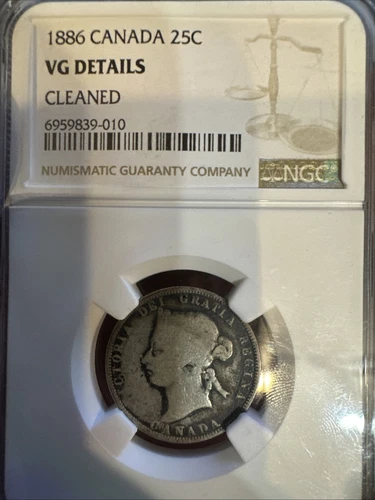 1886 CANADA 25C
VG DETAILS
CLEANED
6959839-010
NUMISMATIC GUARANTY COMPANY
NGC
VICTORIA DEI GRATIA REGINA
CANADA